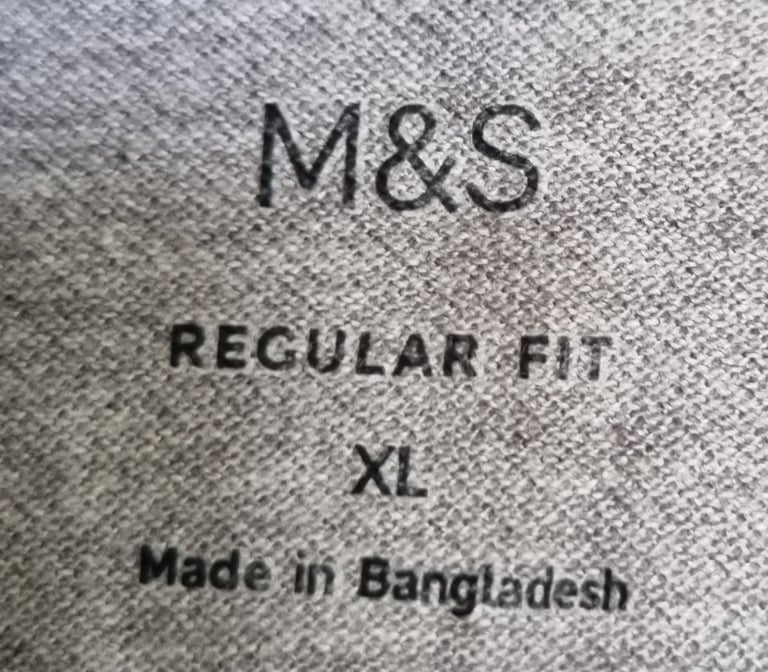 M&S
REGULAR FIT
XL
Made in Bangladesh